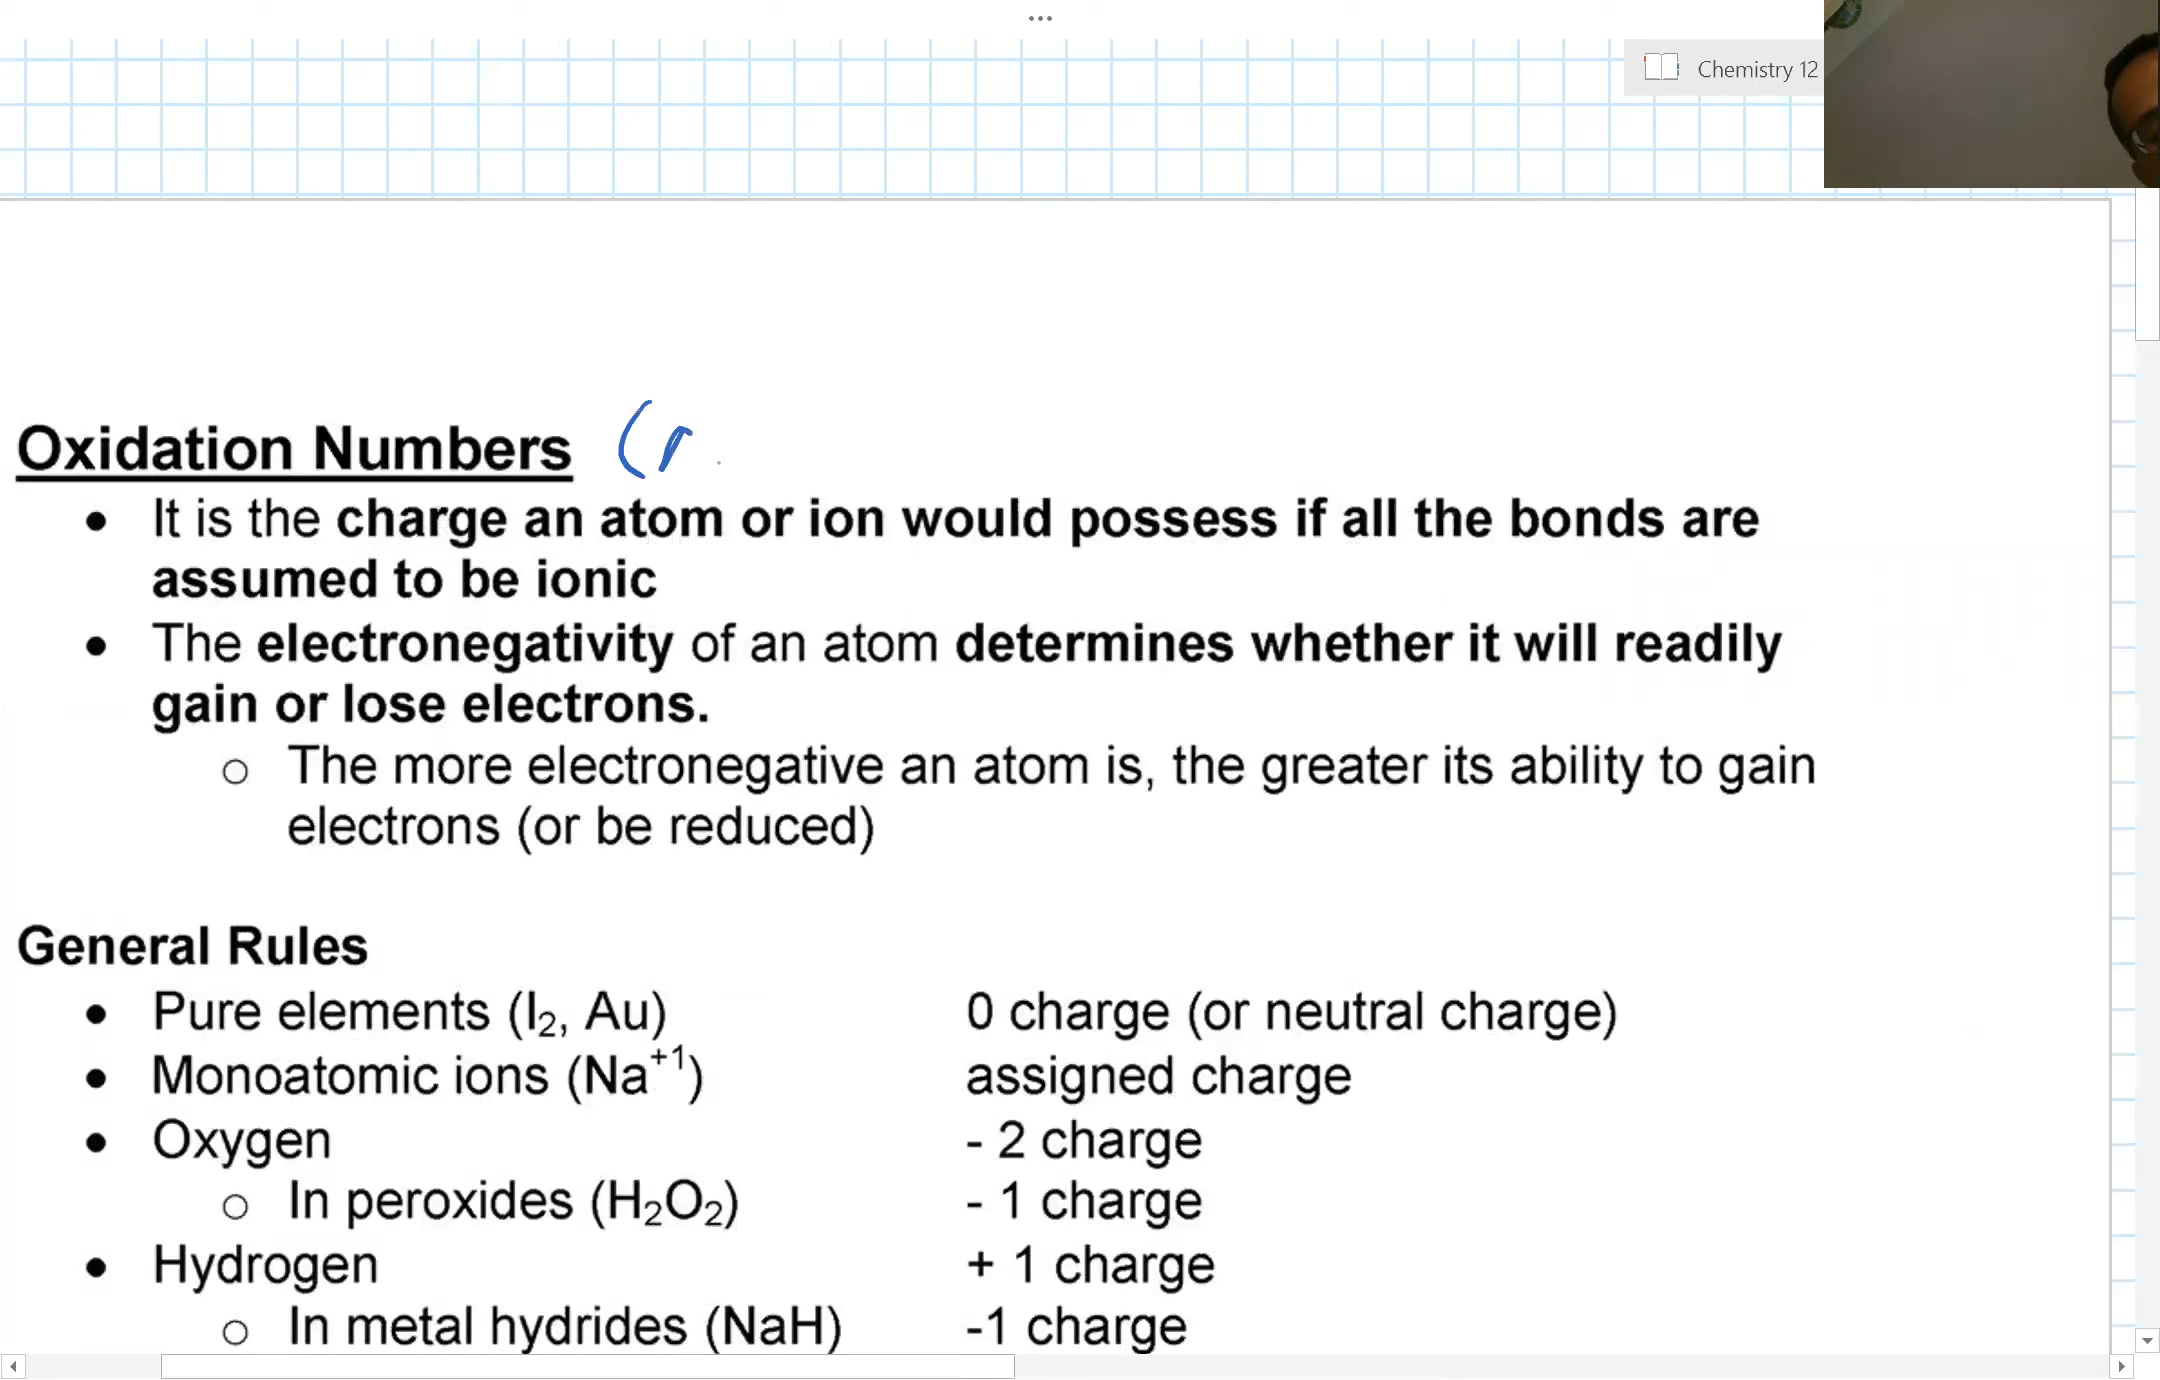 Chemistry 12
Oxidation Numbers (
• It is the charge an atom or ion would possess if all the bonds are
assumed to be ionic
• The electronegativity of an atom determines whether it will readily
gain or lose electrons.
○ The more electronegative an atom is, the greater its ability to gain
electrons (or be reduced)
General Rules
• Pure elements (I₂, Au) 0 charge (or neutral charge)
• Monoatomic ions (Na⁺¹) assigned charge
• Oxygen - 2 charge
○ In peroxides (H₂O₂) - 1 charge
• Hydrogen + 1 charge
○ In metal hydrides (NaH) -1 charge